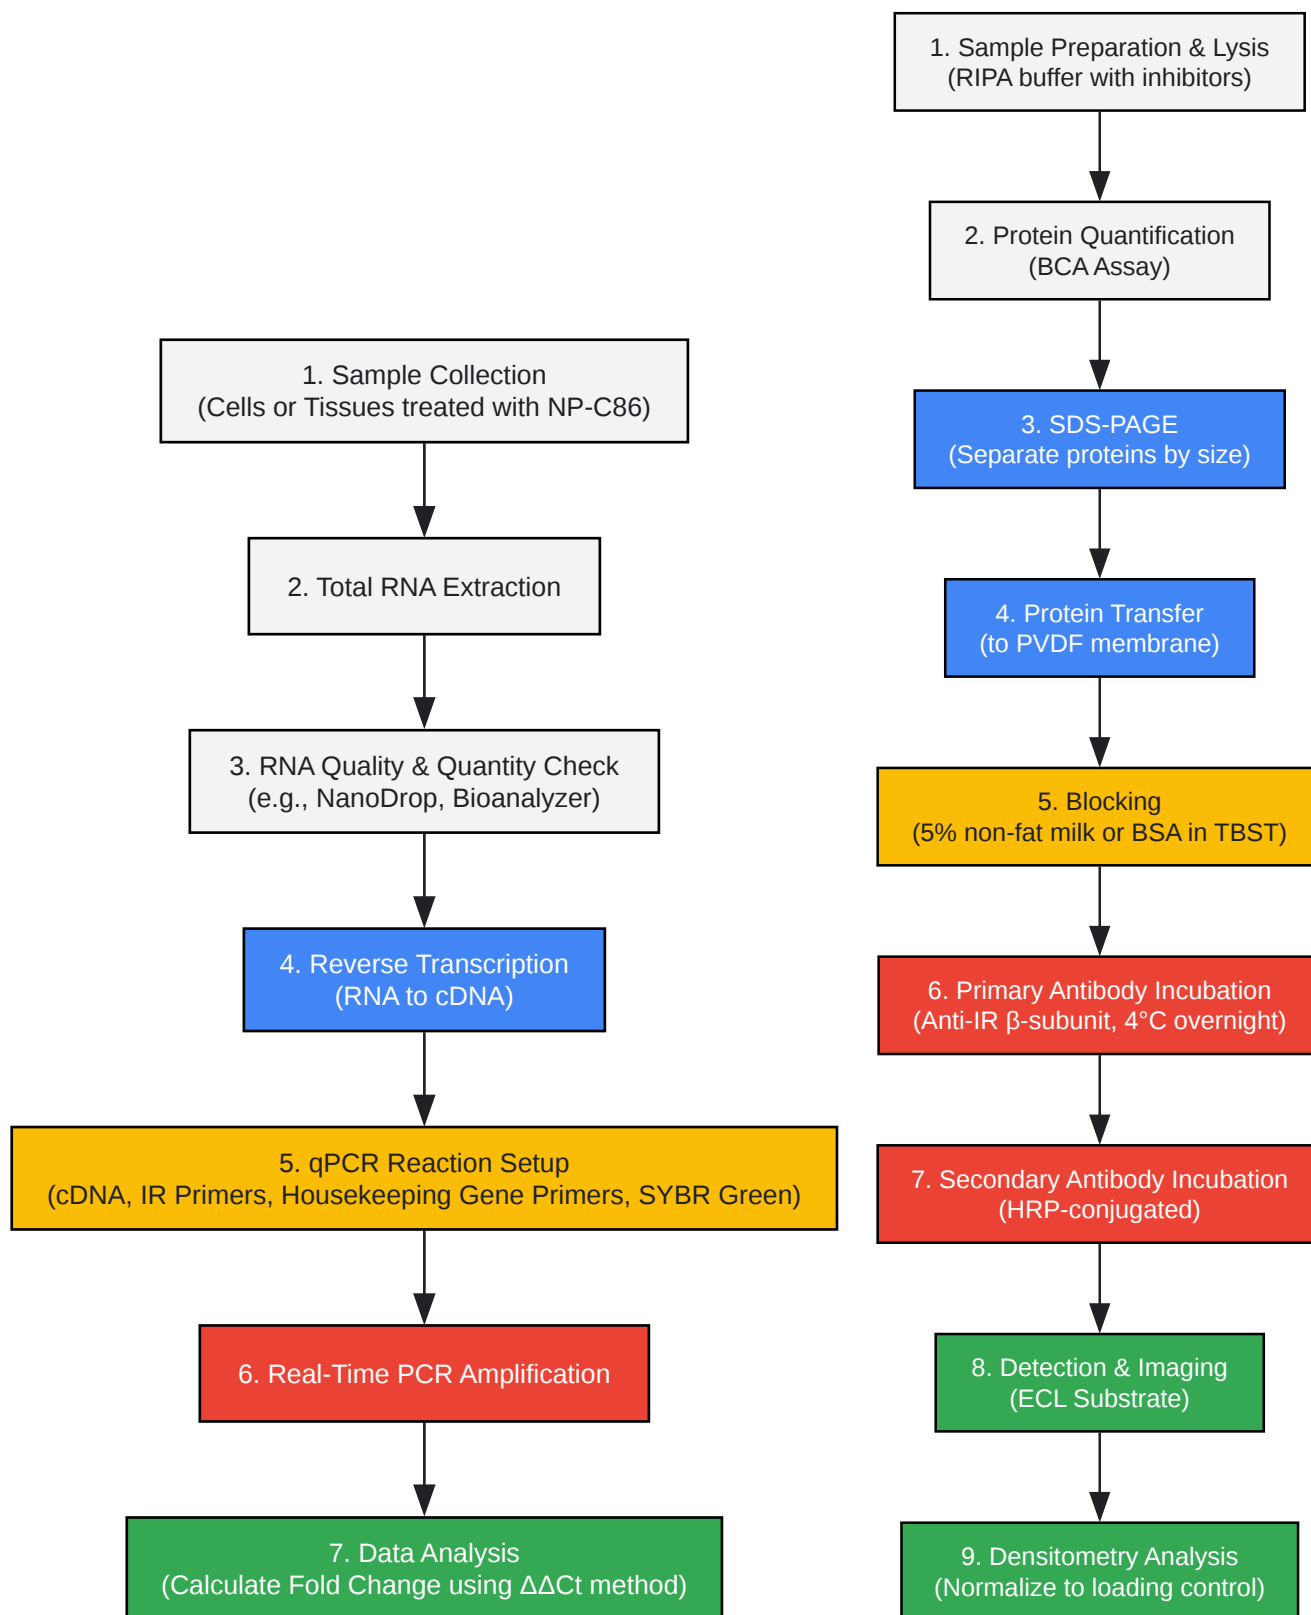 1. Sample Collection
(Cells or Tissues treated with NP-C86)
2. Total RNA Extraction
3. RNA Quality & Quantity Check
(e.g., NanoDrop, Bioanalyzer)
4. Reverse Transcription
(RNA to cDNA)
5. qPCR Reaction Setup
(cDNA, IR Primers, Housekeeping Gene Primers, SYBR Green)
6. Real-Time PCR Amplification
7. Data Analysis
(Calculate Fold Change using ΔΔCt method)
1. Sample Preparation & Lysis
(RIPA buffer with inhibitors)
2. Protein Quantification
(BCA Assay)
3. SDS-PAGE
(Separate proteins by size)
4. Protein Transfer
(to PVDF membrane)
5. Blocking
(5% non-fat milk or BSA in TBST)
6. Primary Antibody Incubation
(Anti-IR β-subunit, 4°C overnight)
7. Secondary Antibody Incubation
(HRP-conjugated)
8. Detection & Imaging
(ECL Substrate)
9. Densitometry Analysis
(Normalize to loading control)